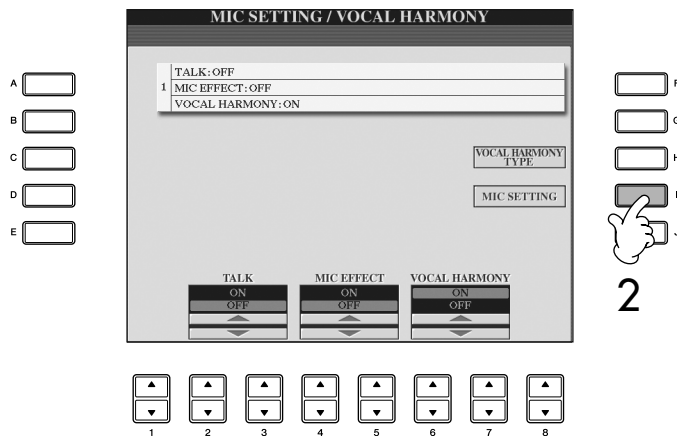 MIC SETTING / VOCAL HARMONY
TALK: OFF
1 MIC EFFECT: OFF
VOCAL HARMONY: ON
VOCAL HARMONY
TYPE
MIC SETTING
A
B
C
D
E
TALK MIC EFFECT VOCAL HARMONY
ON ON ON
OFF OFF OFF
2
1 2 3 4 5 6 7 8